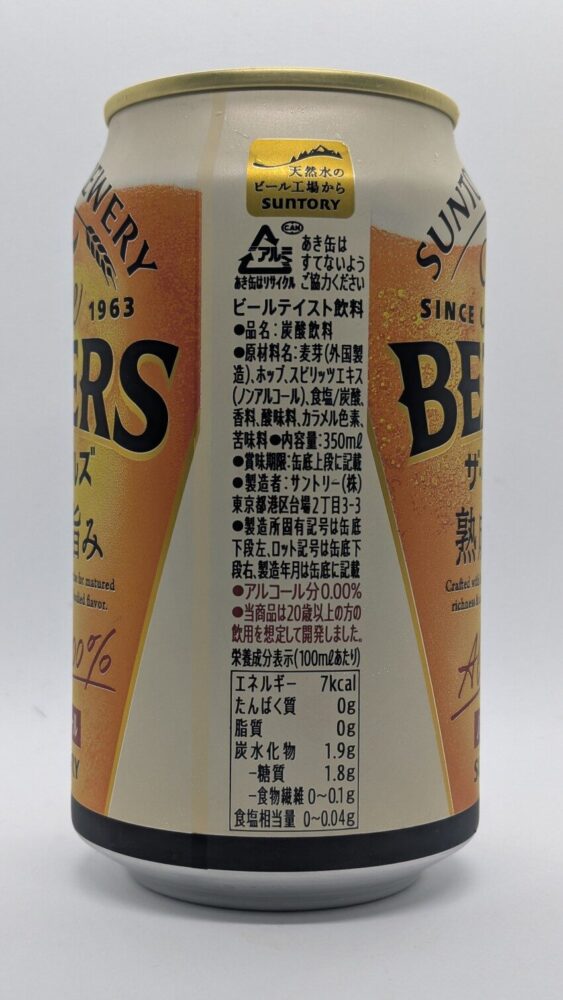 BREWERY
1963
ERS
ルズ
旨み
for matured
flavor.
00%
天然水の
ビール工場から
SUNTORY
CAN
アルミ
あき缶はリサイクル
あき缶は
すてないよう
ご協力ください
ビールテイスト飲料
●品名:炭酸飲料
●原材料名:麦芽(外国製
造)、ホップ、スピリッツエキス
(ノンアルコール)、食塩/炭酸、
香料、酸味料、カラメル色素、
苦味料●内容量:350mℓ
●賞味期限:缶底上段に記載
●製造者:サントリー(株)
東京都港区台場2丁目3-3
●製造所固有記号は缶底
下段左、ロット記号は缶底下
段右、製造年月は缶底に記載
●アルコール分0.00%
●当商品は20歳以上の方の
飲用を想定して開発しました。
栄養成分表示(100mℓあたり)
エネルギー 7kcal
たんぱく質 0g
脂質 0g
炭水化物 1.9g
−糖質 1.8g
−食物繊維 0~0.1g
食塩相当量 0~0.04g
SUNTO
SINCE
BEE
ザ
熟
Crafted
richness
A